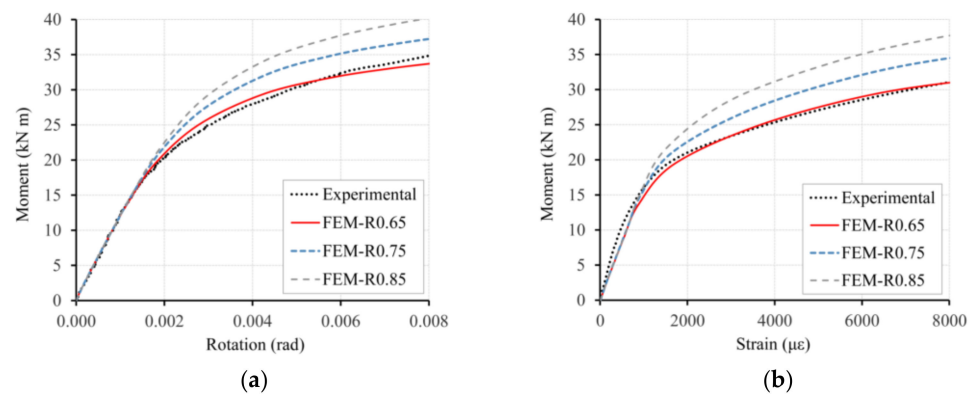 40
35
30
25
20
15
10
5
0
Moment (kN m)
Experimental
FEM-R0.65
FEM-R0.75
FEM-R0.85
0.000 0.002 0.004 0.006 0.008
Rotation (rad)
(a)
40
35
30
25
20
15
10
5
0
Moment (kN m)
Experimental
FEM-R0.65
FEM-R0.75
FEM-R0.85
0 2000 4000 6000 8000
Strain (με)
(b)